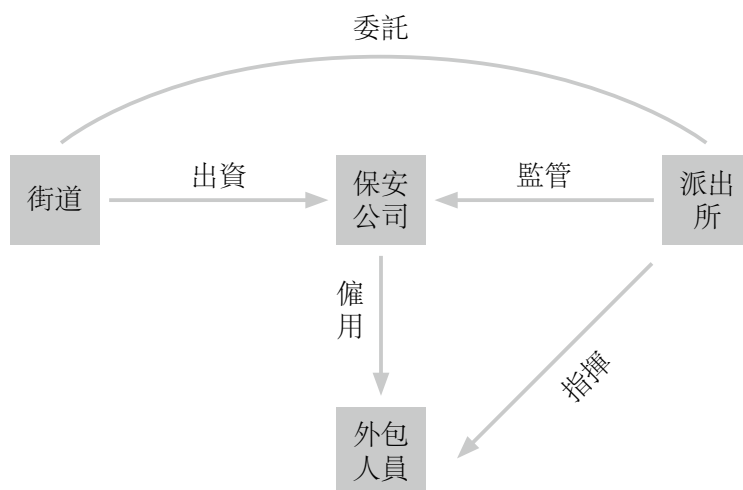 委託
街道
出資
保安
公司
監管
派出
所
僱
用
指揮
外包
人員